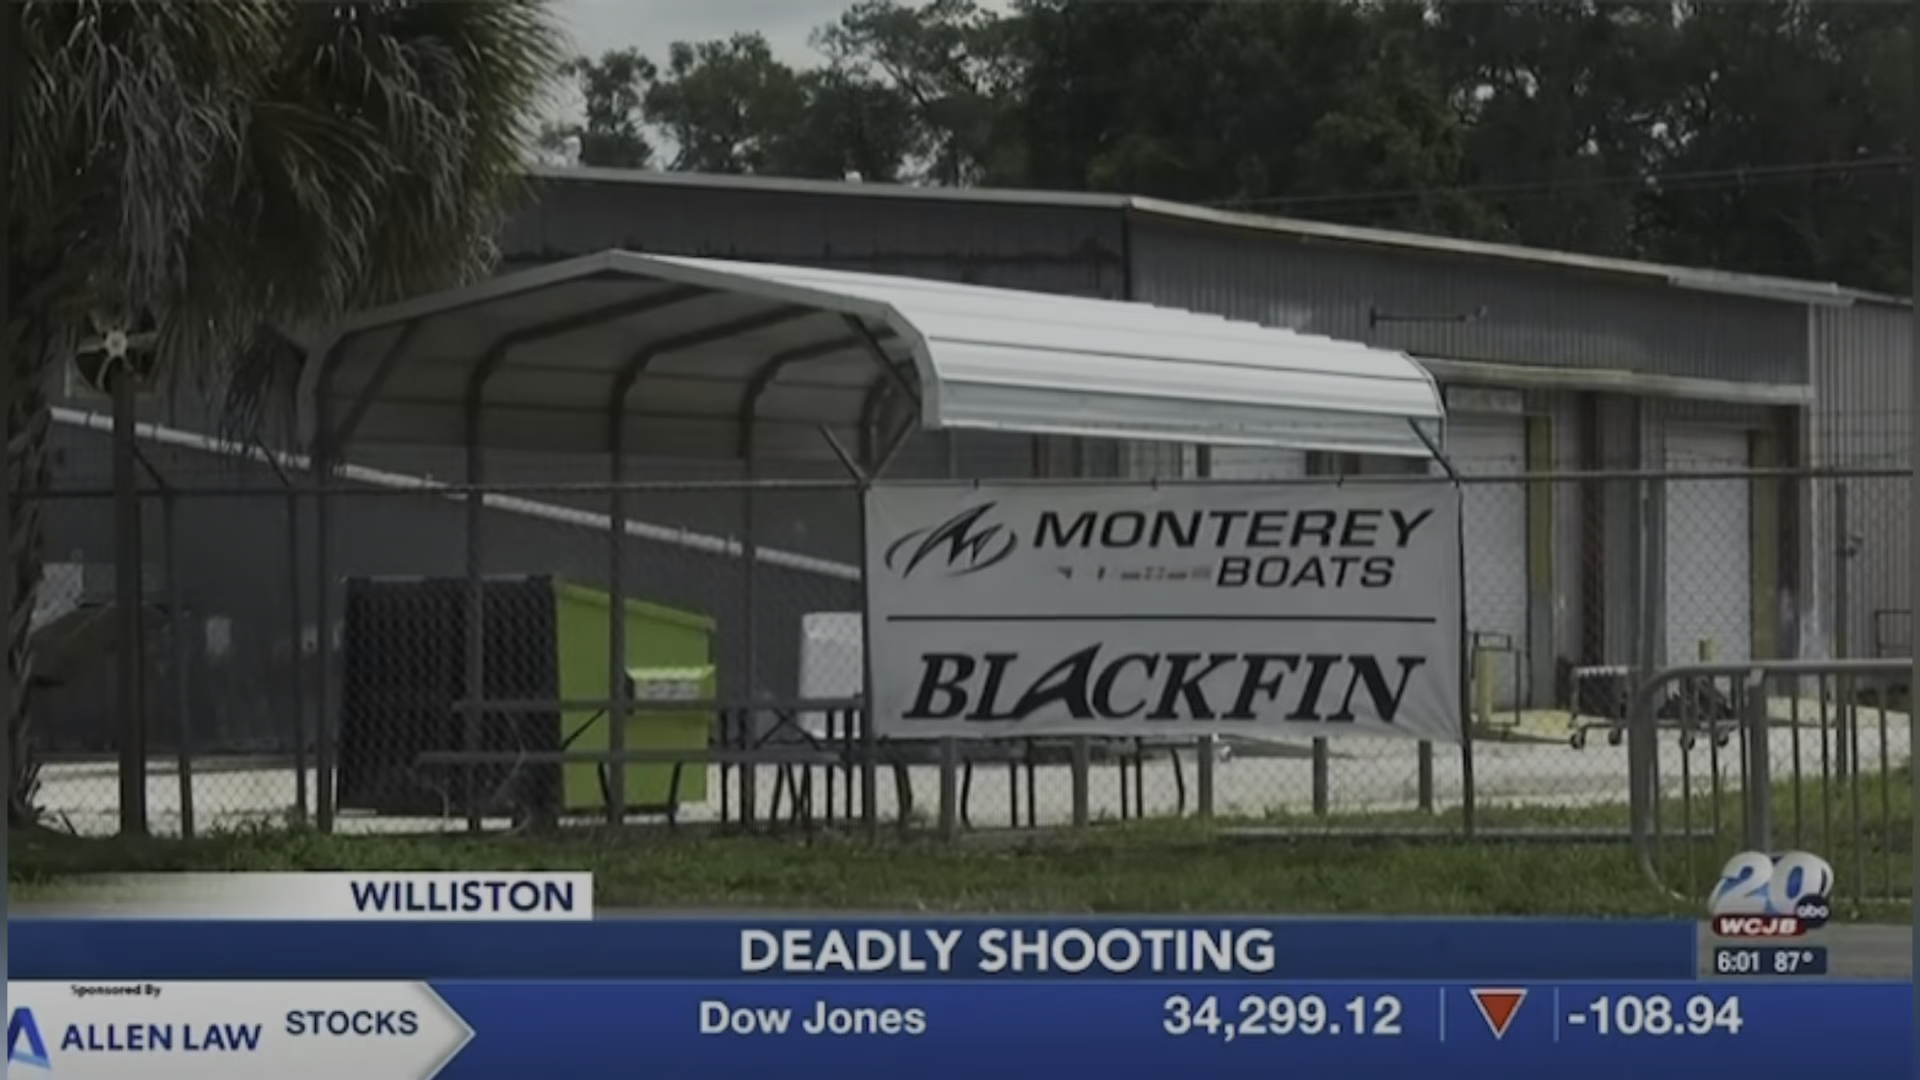 MONTEREY
BOATS
BLACKFIN
WILLISTON
DEADLY SHOOTING
20
abc
WCJB
6:01 87°
Sponsored By
ALLEN LAW
STOCKS
Dow Jones
34,299.12
-108.94